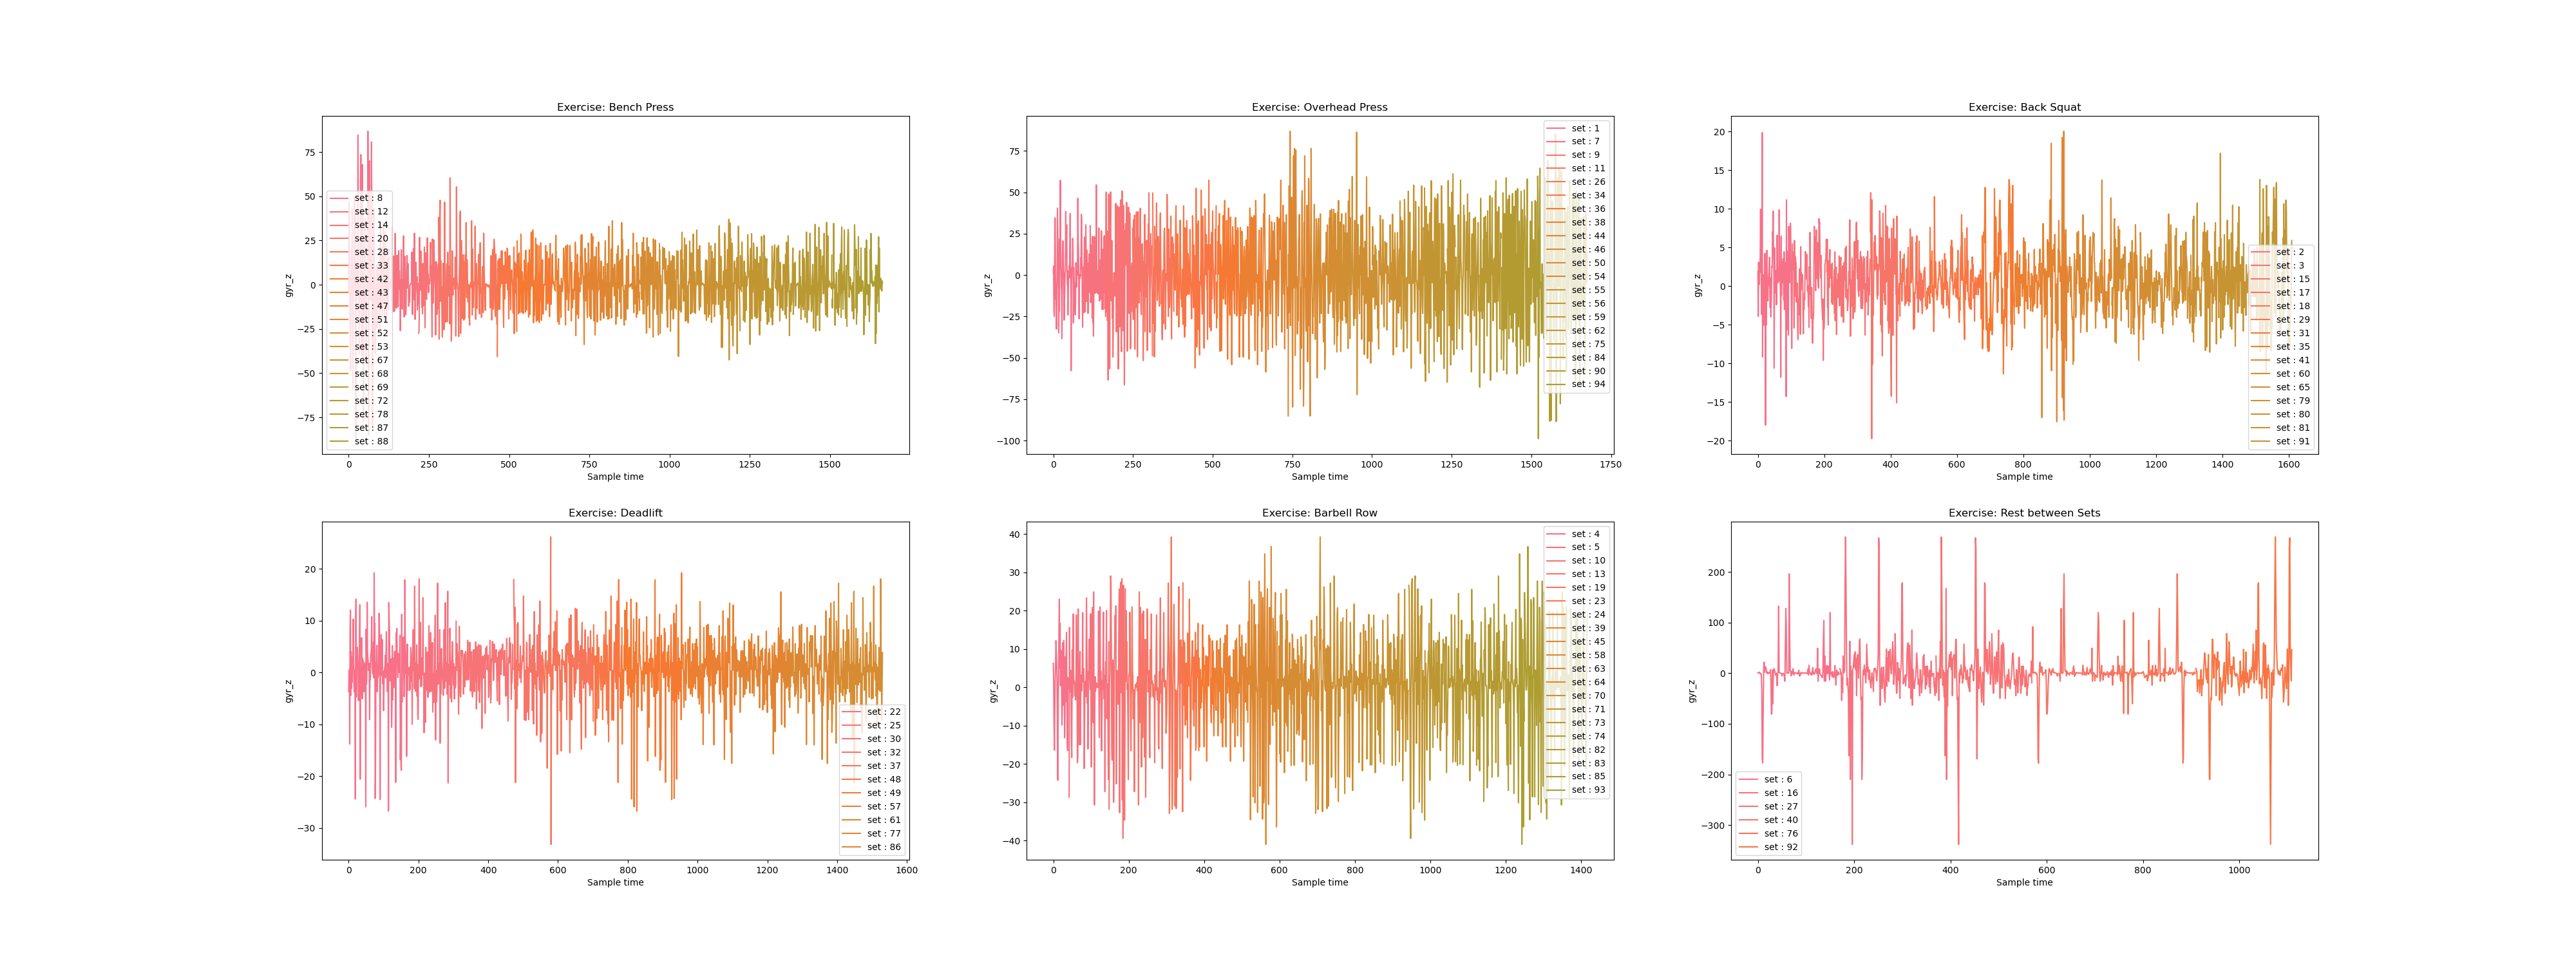 Exercise: Bench Press
75
50
25
0
−25
−50
−75
gyr_z
set : 8
set : 12
set : 14
set : 20
set : 28
set : 33
set : 42
set : 43
set : 47
set : 51
set : 52
set : 53
set : 67
set : 68
set : 69
set : 72
set : 78
set : 87
set : 88
0 250 500 750 1000 1250 1500
Sample time
Exercise: Overhead Press
75
50
25
0
−25
−50
−75
−100
gyr_z
set : 1
set : 7
set : 9
set : 11
set : 26
set : 34
set : 36
set : 38
set : 44
set : 46
set : 50
set : 54
set : 55
set : 56
set : 59
set : 62
set : 75
set : 84
set : 90
set : 94
0 250 500 750 1000 1250 1500 1750
Sample time
Exercise: Back Squat
20
15
10
5
0
−5
−10
−15
−20
gyr_z
set : 2
set : 3
set : 15
set : 17
set : 18
set : 29
set : 31
set : 35
set : 41
set : 60
set : 65
set : 79
set : 80
set : 81
set : 91
0 200 400 600 800 1000 1200 1400 1600
Sample time
Exercise: Deadlift
20
10
0
−10
−20
−30
gyr_z
set : 22
set : 25
set : 30
set : 32
set : 37
set : 48
set : 49
set : 57
set : 61
set : 77
set : 86
0 200 400 600 800 1000 1200 1400 1600
Sample time
Exercise: Barbell Row
40
30
20
10
0
−10
−20
−30
−40
gyr_z
set : 4
set : 5
set : 10
set : 13
set : 19
set : 23
set : 24
set : 39
set : 45
set : 58
set : 63
set : 64
set : 70
set : 71
set : 73
set : 74
set : 82
set : 83
set : 85
set : 93
0 200 400 600 800 1000 1200 1400
Sample time
Exercise: Rest between Sets
200
100
0
−100
−200
−300
gyr_z
set : 6
set : 16
set : 27
set : 40
set : 76
set : 92
0 200 400 600 800 1000
Sample time